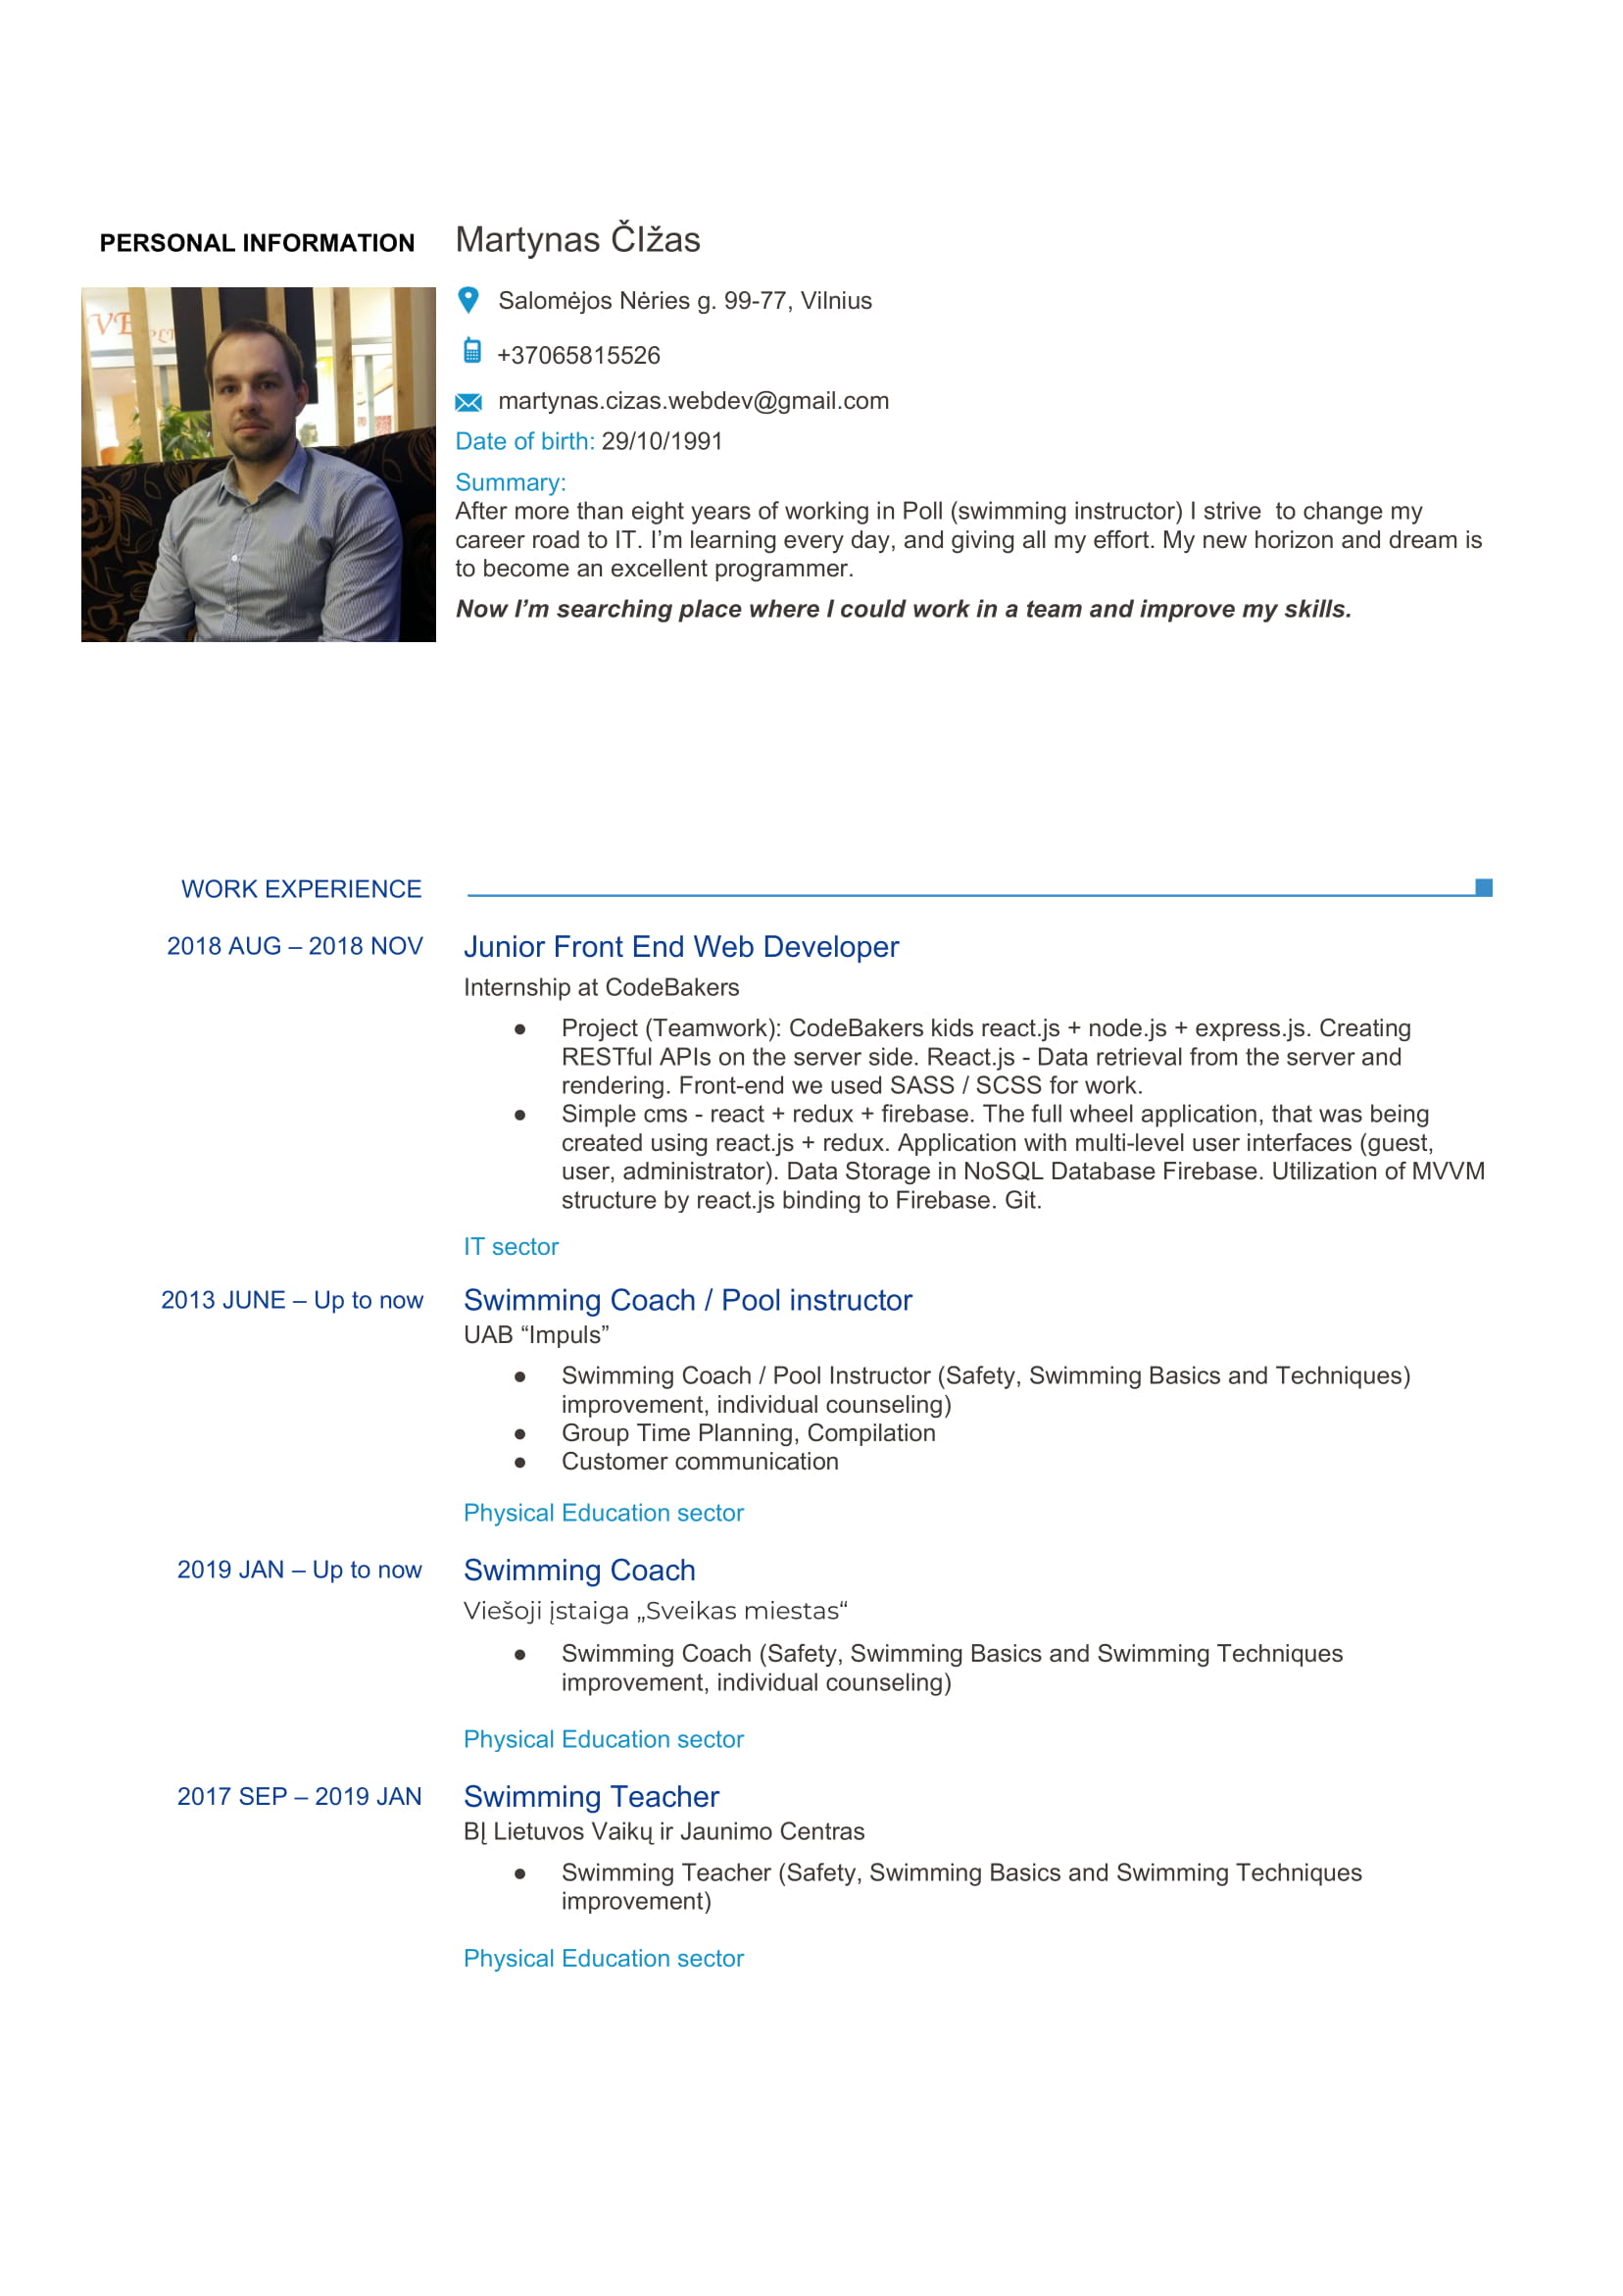 PERSONAL INFORMATION
Martynas ČIžas
Salomėjos Nėries g. 99-77, Vilnius
+37065815526
martynas.cizas.webdev@gmail.com
Date of birth: 29/10/1991
Summary:
After more than eight years of working in Poll (swimming instructor) I strive  to change my
career road to IT. I’m learning every day, and giving all my effort. My new horizon and dream is
to become an excellent programmer.
Now I’m searching place where I could work in a team and improve my skills.
WORK EXPERIENCE
2018 AUG – 2018 NOV
Junior Front End Web Developer
Internship at CodeBakers
● Project (Teamwork): CodeBakers kids react.js + node.js + express.js. Creating
RESTful APIs on the server side. React.js - Data retrieval from the server and
rendering. Front-end we used SASS / SCSS for work.
● Simple cms - react + redux + firebase. The full wheel application, that was being
created using react.js + redux. Application with multi-level user interfaces (guest,
user, administrator). Data Storage in NoSQL Database Firebase. Utilization of MVVM
structure by react.js binding to Firebase. Git.
IT sector
2013 JUNE – Up to now
Swimming Coach / Pool instructor
UAB “Impuls”
● Swimming Coach / Pool Instructor (Safety, Swimming Basics and Techniques)
improvement, individual counseling)
● Group Time Planning, Compilation
● Customer communication
Physical Education sector
2019 JAN – Up to now
Swimming Coach
Viešoji įstaiga „Sveikas miestas“
● Swimming Coach (Safety, Swimming Basics and Swimming Techniques
improvement, individual counseling)
Physical Education sector
2017 SEP – 2019 JAN
Swimming Teacher
BĮ Lietuvos Vaikų ir Jaunimo Centras
● Swimming Teacher (Safety, Swimming Basics and Swimming Techniques
improvement)
Physical Education sector